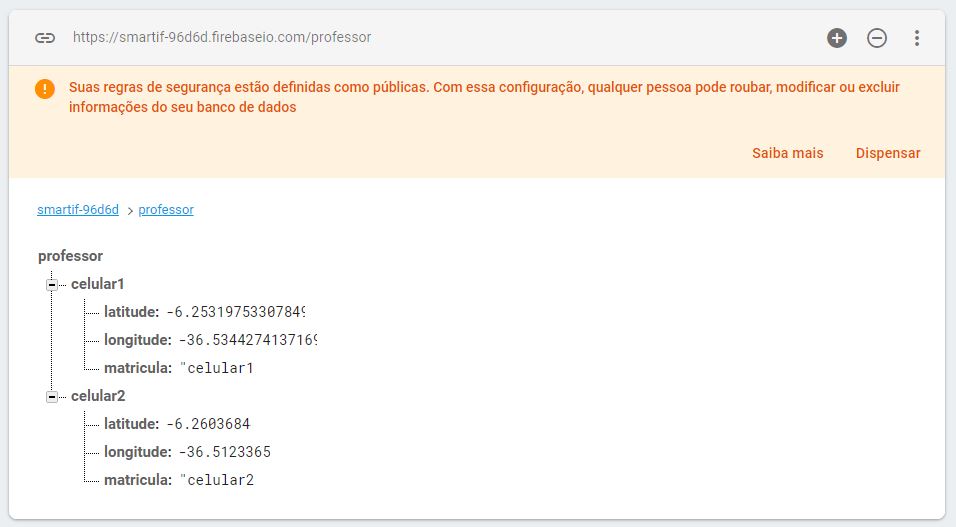 https://smartif-96d6d.firebaseio.com/professor
Suas regras de segurança estão definidas como públicas. Com essa configuração, qualquer pessoa pode roubar, modificar ou excluir
informações do seu banco de dados
Saiba mais Dispensar
smartif-96d6d > professor
professor
celular1
latitude: -6.25319753307849
longitude: -36.5344274137169
matricula: "celular1
celular2
latitude: -6.2603684
longitude: -36.5123365
matricula: "celular2